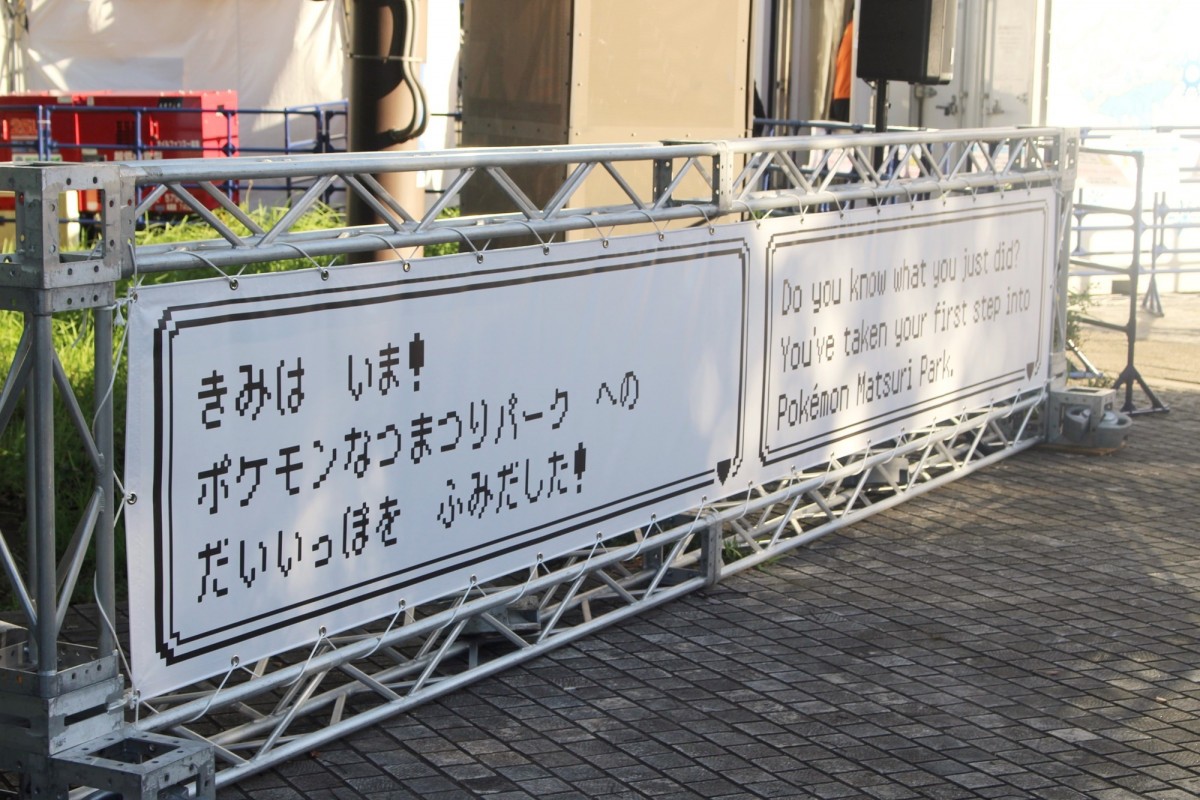 きみは　いま!
ポケモンなつまつりパーク　への
だいいっぽを　ふみだした!
Do you know what you just did?
You've taken your first step into
Pokémon Matsuri Park.